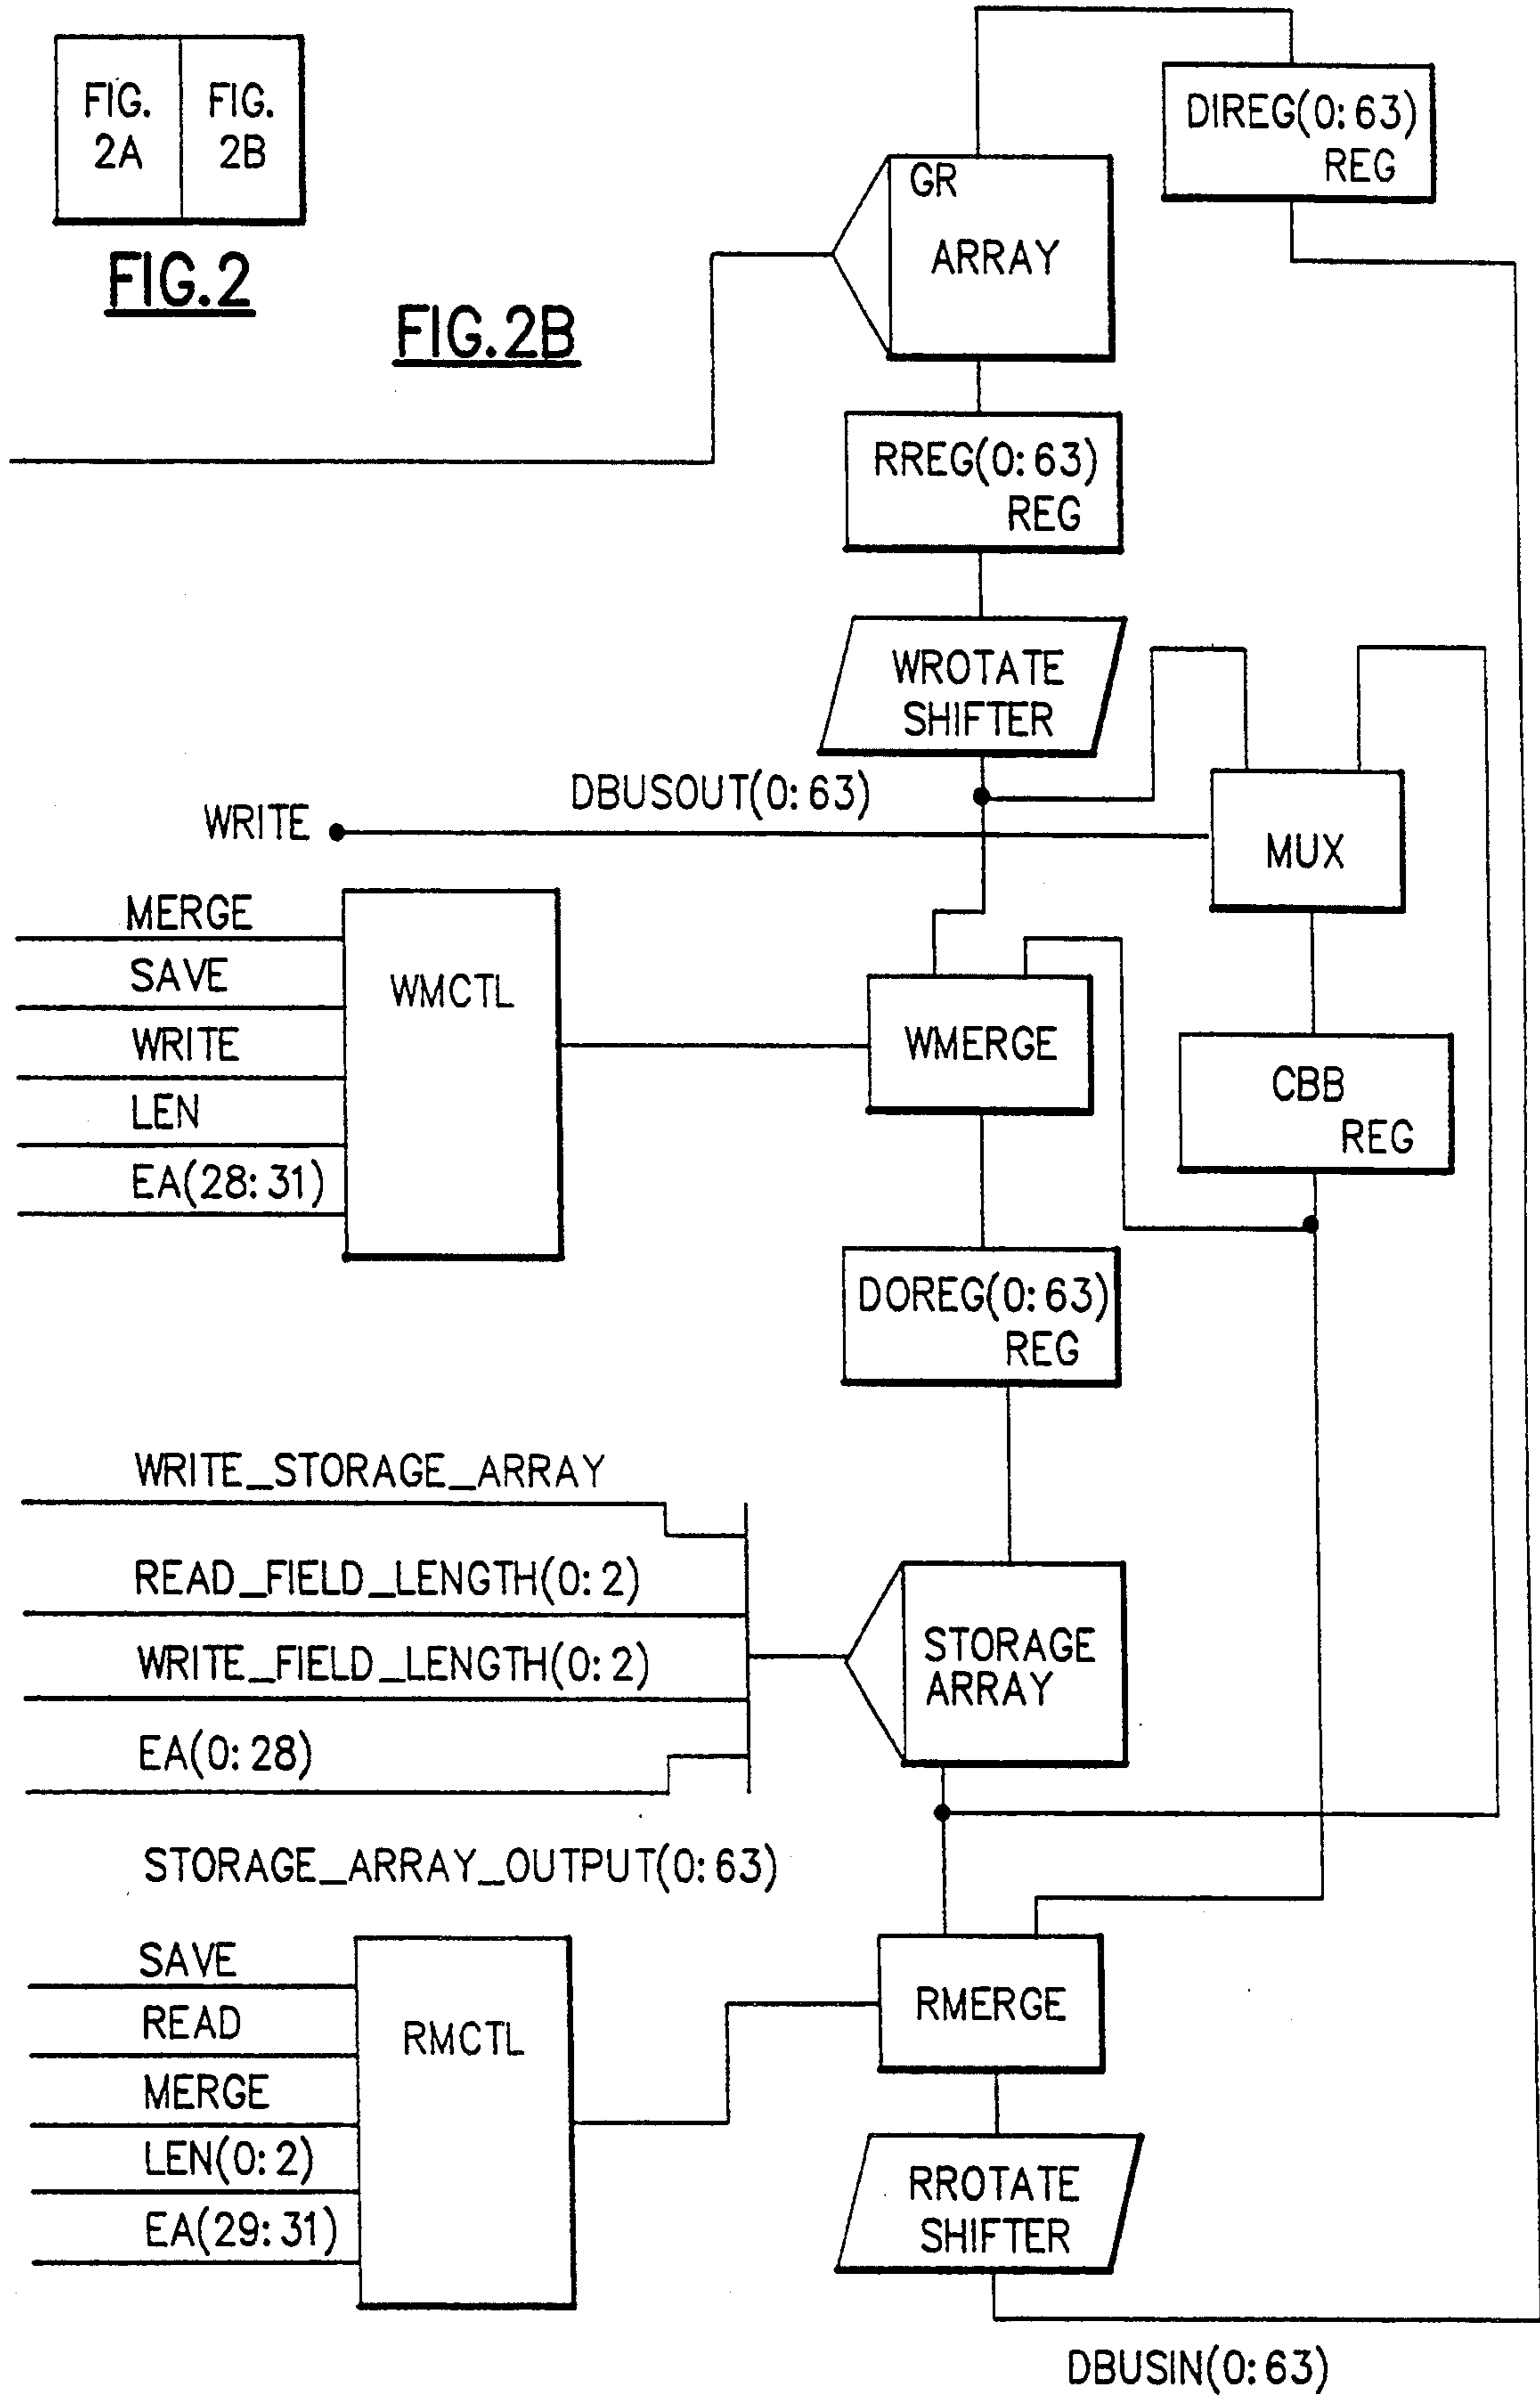 FIG.
2A
FIG.
2B
FIG.2
FIG.2B
DIREG(0:63)
REG
GR
ARRAY
RREG(0:63)
REG
WROTATE
SHIFTER
DBUSOUT(0:63)
WRITE
MUX
MERGE
SAVE
WRITE
LEN
EA(28:31)
WMCTL
WMERGE
CBB
REG
DOREG(0:63)
REG
WRITE_STORAGE_ARRAY
READ_FIELD_LENGTH(0:2)
WRITE_FIELD_LENGTH(0:2)
EA(0:28)
STORAGE
ARRAY
STORAGE_ARRAY_OUTPUT(0:63)
SAVE
READ
MERGE
LEN(0:2)
EA(29:31)
RMCTL
RMERGE
RROTATE
SHIFTER
DBUSIN(0:63)